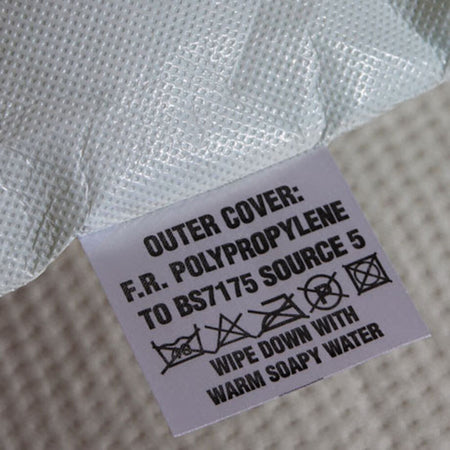 OUTER COVER:
F.R. POLYPROPYLENE
TO BS7175 SOURCE 5
WIPE DOWN WITH
WARM SOAPY WATER